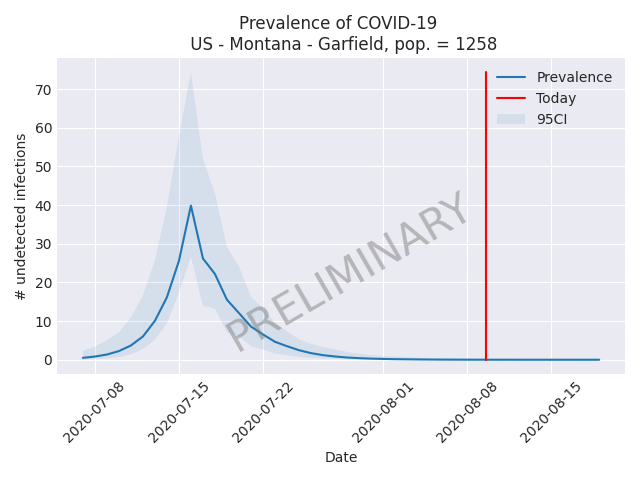 Prevalence of COVID-19
US - Montana - Garfield, pop. = 1258
Prevalence
Today
95CI
PRELIMINARY
# undetected infections
70
60
50
40
30
20
10
0
2020-07-08
2020-07-15
2020-07-22
2020-08-01
2020-08-08
2020-08-15
Date